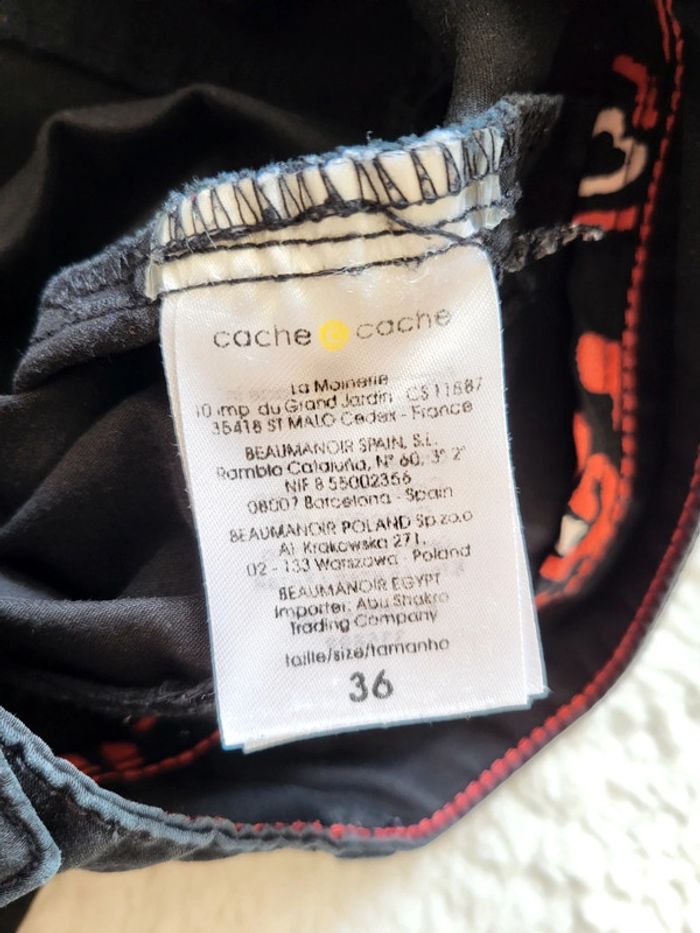 cache c cache
La Moinerie
10 imp du Grand Jardin - CS 11887
35418 ST MALO Cedex - France
BEAUMANOIR SPAIN, S.L.
Rambla Cataluña, N° 60, 3° 2°
NIF B 55002356
08007 Barcelona - Spain
BEAUMANOIR POLAND Sp.zo.o
Al Krakowska 271,
02 - 133 Warszawa - Poland
BEAUMANOIR EGYPT
Importer: Abu Shakra
Trading Company
taille/size/tamanho
36